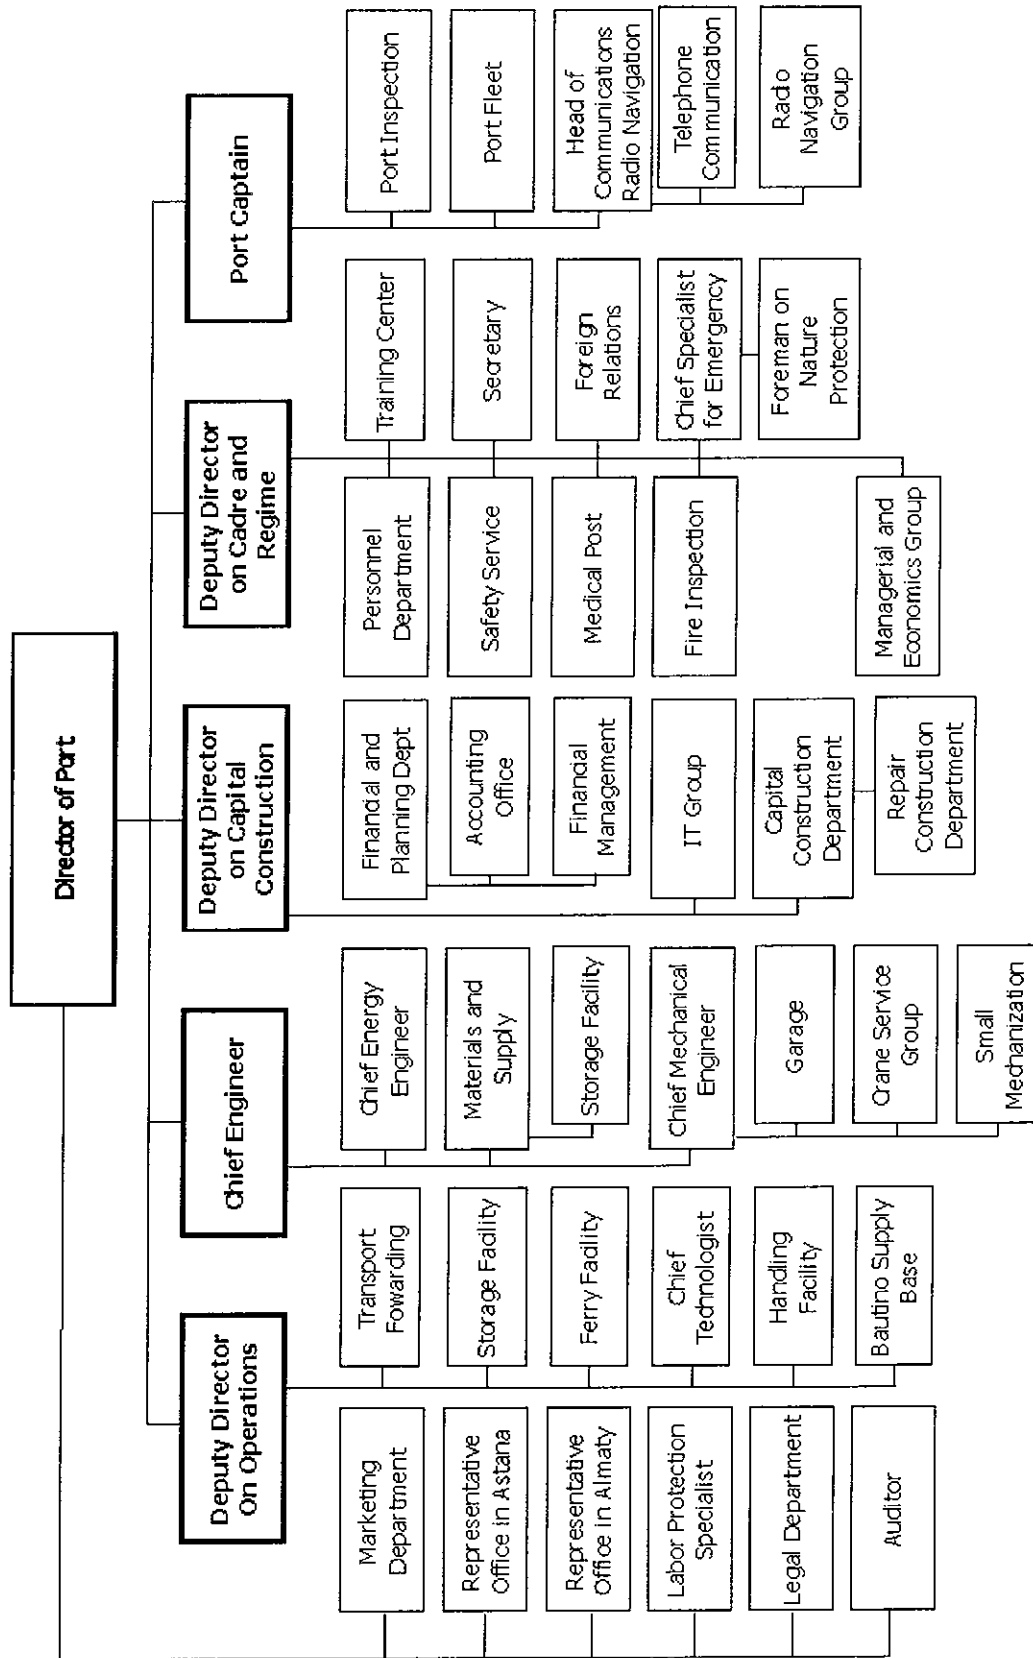 Director of Port
Deputy Director
On Operations
Chief Engineer
Deputy Director
on Capital
Construction
Deputy Director
on Cadre and
Regime
Port Captain
Marketing
Department
Representative
Office in Astana
Representative
Office in Almaty
Labor Protection
Specialist
Legal Department
Auditor
Transport
Fowarding
Storage Facility
Ferry Facility
Chief
Technologist
Handling
Facility
Bautino Supply
Base
Chief Energy
Engineer
Materials and
Supply
Storage Facility
Chief Mechanical
Engineer
Garage
Crane Service
Group
Small
Mechanization
Financial and
Planning Dept
Accounting
Office
Financial
Management
IT Group
Capital
Construction
Department
Repair
Construction
Department
Personnel
Department
Safety Service
Medical Post
Fire Inspection
Managerial and
Economics Group
Training Center
Secretary
Foreign
Relations
Chief Specialist
for Emergency
Foreman on
Nature
Protection
Port Inspection
Port Fleet
Head of
Communications
Radio Navigation
Telephone
Communication
Radio
Navigation
Group